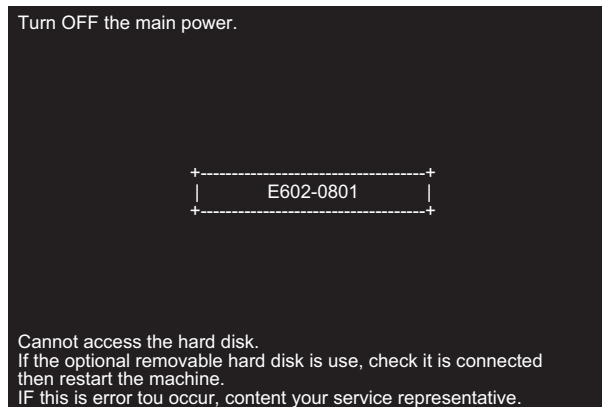 Turn OFF the main power.
+-----------------------------------+
| E602-0801 |
+-----------------------------------+
Cannot access the hard disk.
If the optional removable hard disk is use, check it is connected
then restart the machine.
IF this is error tou occur, content your service representative.